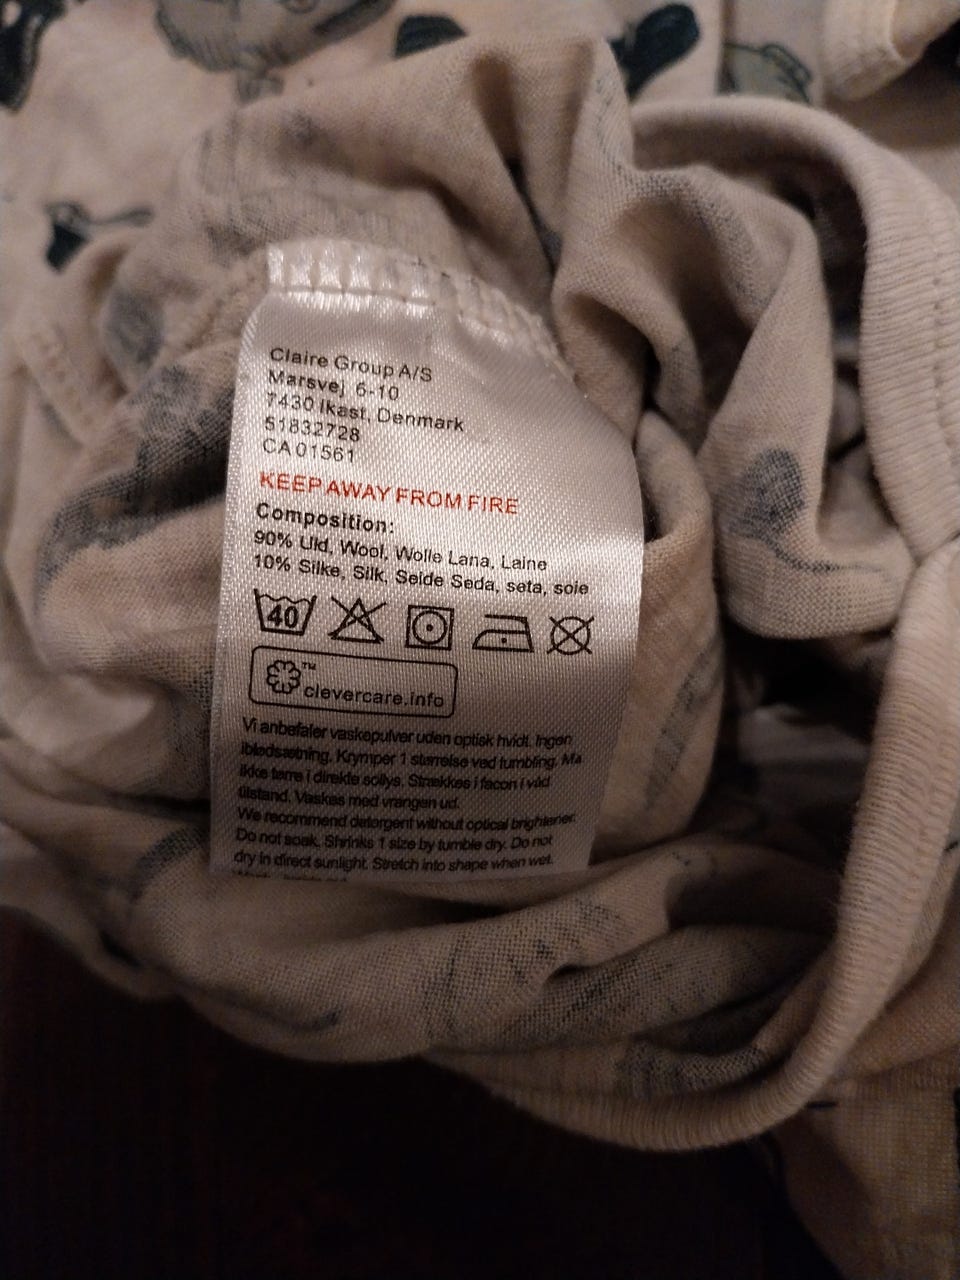 Claire Group A/S
Marsvej 6-10
7430 Ikast, Denmark
51832728
CA01561
KEEP AWAY FROM FIRE
Composition:
90% Uld, Wool, Wolle Lana, Laine
10% Silke, Silk, Seide Seda, seta, soie
40
™
clevercare.info
Vi anbefaler vaskepulver uden optisk hvidt. Ingen
iblødsætning. Krymper 1 størrelse ved tumbling. Må
ikke tørre i direkte sollys. Strækkes i facon i våd
tilstand. Vaskes med vrangen ud.
We recommend detergent without optical brightener.
Do not soak. Shrinks 1 size by tumble dry. Do not
dry in direct sunlight. Stretch into shape when wet.